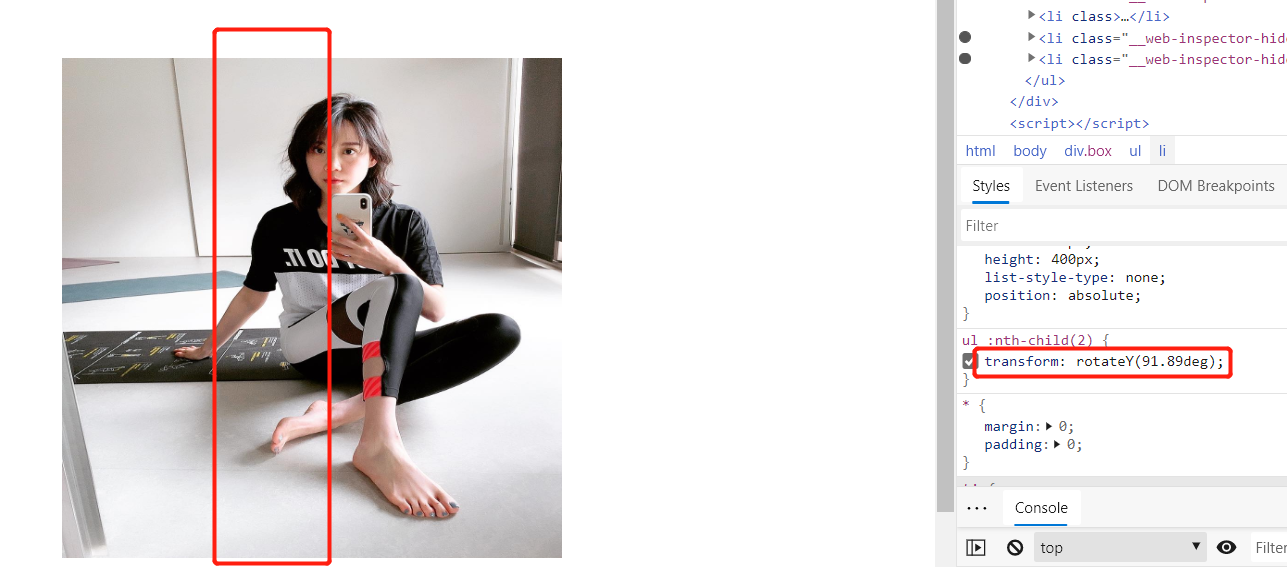 <li class>…</li>
<li class="__web-inspector-hid
<li class="__web-inspector-hid
</ul>
</div>
<script></script>
html body div.box ul li
Styles Event Listeners DOM Breakpoints
Filter
height: 400px;
list-style-type: none;
position: absolute;
}
ul :nth-child(2) {
transform: rotateY(91.89deg);
}
* {
margin: 0;
padding: 0;
}
Console
top
Filter